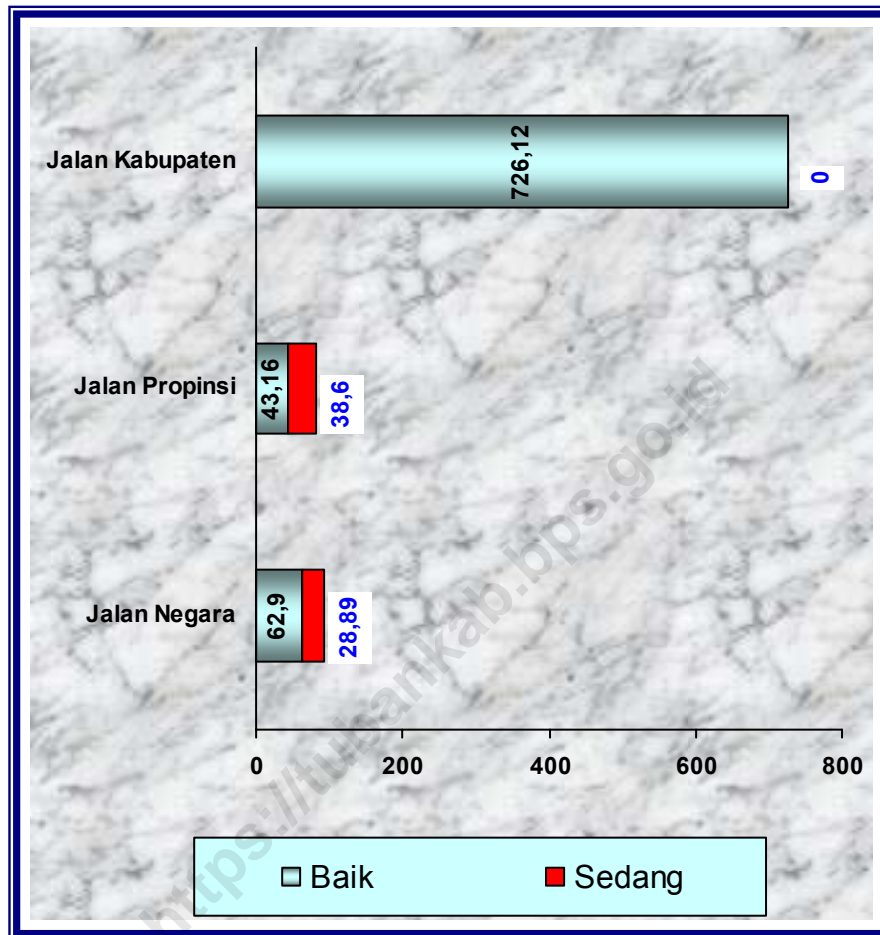 Jalan Kabupaten
726,12
0
Jalan Propinsi
43,16
38,6
Jalan Negara
62,9
28,89
0 200 400 600 800
Baik Sedang
https://tubankab.bps.go.id